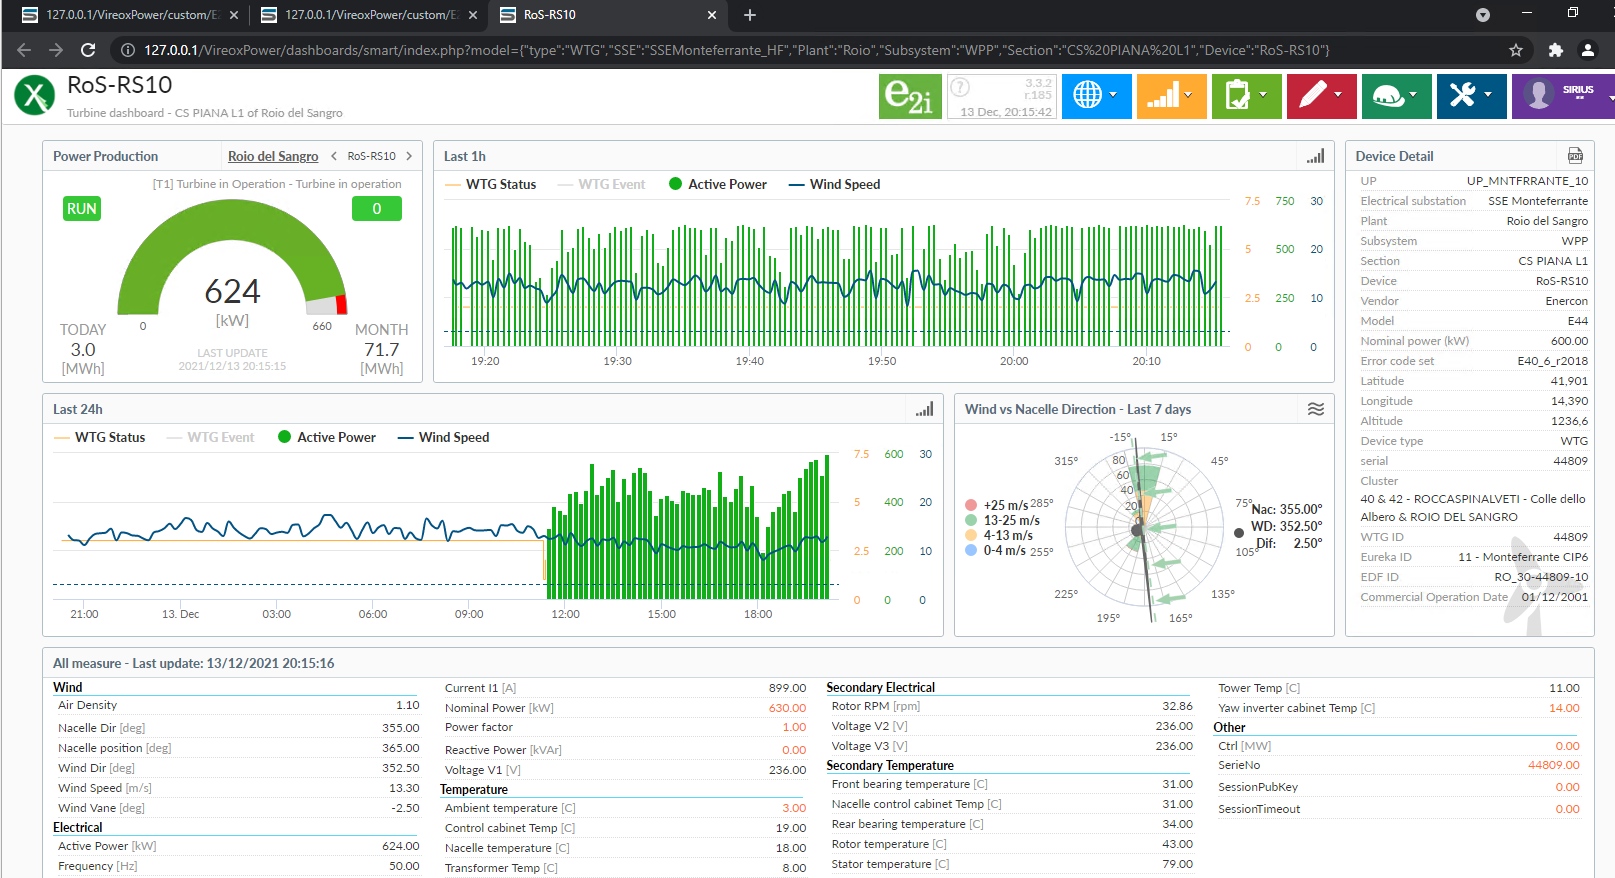 127.0.0.1/VireoxPower/custom/E2 ×
127.0.0.1/VireoxPower/custom/E2 ×
RoS-RS10 × +
127.0.0.1/VireoxPower/dashboards/smart/index.php?model={"type":"WTG","SSE":"SSEMonteferrante_HF","Plant":"Roio","Subsystem":"WPP","Section":"CS%20PIANA%20L1","Device":"RoS-RS10"}
X
RoS-RS10
Turbine dashboard - CS PIANA L1 of Roio del Sangro
e2i
?
3.3.2
r.185
13 Dec, 20:15:42
SIRIUS
Power Production
Roio del Sangro
RoS-RS10
[T1] Turbine in Operation - Turbine in operation
RUN
0
624
[kW]
0
660
TODAY
3.0
[MWh]
LAST UPDATE
2021/12/13 20:15:15
MONTH
71.7
[MWh]
Last 1h
WTG Status WTG Event Active Power Wind Speed
7.5 750 30
5 500 20
2.5 250 10
0 0 0
19:20 19:30 19:40 19:50 20:00 20:10
Device Detail
PDF
UP UP_MNTFRRANTE_10
Electrical substation SSE Monteferrante
Plant Roio del Sangro
Subsystem WPP
Section CS PIANA L1
Device RoS-RS10
Vendor Enercon
Model E44
Nominal power (kW) 600.00
Error code set E40_6_r2018
Latitude 41,901
Longitude 14,390
Altitude 1236,6
Device type WTG
serial 44809
Cluster
40 & 42 - ROCCASPINALVETI - Colle dello
Albero & ROIO DEL SANGRO
WTG ID 44809
Eureka ID 11 - Monteferrante CIP6
EDF ID RO_30-44809-10
Commercial Operation Date 01/12/2001
Last 24h
WTG Status WTG Event Active Power Wind Speed
7.5 600 30
5 400 20
2.5 200 10
0 0 0
21:00 13. Dec 03:00 06:00 09:00 12:00 15:00 18:00
Wind vs Nacelle Direction - Last 7 days
-15° 15°
315° 45°
80
60
40
20
285° 75°
255° 105°
225° 135°
195° 165°
+25 m/s
13-25 m/s
4-13 m/s
0-4 m/s
Nac: 355.00°
WD: 352.50°
Dif: 2.50°
All measure - Last update: 13/12/2021 20:15:16
Wind
Air Density 1.10
Nacelle Dir [deg] 355.00
Nacelle position [deg] 365.00
Wind Dir [deg] 352.50
Wind Speed [m/s] 13.30
Wind Vane [deg] -2.50
Electrical
Active Power [kW] 624.00
Frequency [Hz] 50.00
Current I1 [A] 899.00
Nominal Power [kW] 630.00
Power factor 1.00
Reactive Power [kVAr] 0.00
Voltage V1 [V] 236.00
Temperature
Ambient temperature [C] 3.00
Control cabinet Temp [C] 19.00
Nacelle temperature [C] 18.00
Transformer Temp [C] 8.00
Secondary Electrical
Rotor RPM [rpm] 32.86
Voltage V2 [V] 236.00
Voltage V3 [V] 236.00
Secondary Temperature
Front bearing temperature [C] 31.00
Nacelle control cabinet Temp [C] 31.00
Rear bearing temperature [C] 34.00
Rotor temperature [C] 43.00
Stator temperature [C] 79.00
Tower Temp [C] 11.00
Yaw inverter cabinet Temp [C] 14.00
Other
Ctrl [MW] 0.00
SerieNo 44809.00
SessionPubKey 0.00
SessionTimeout 0.00